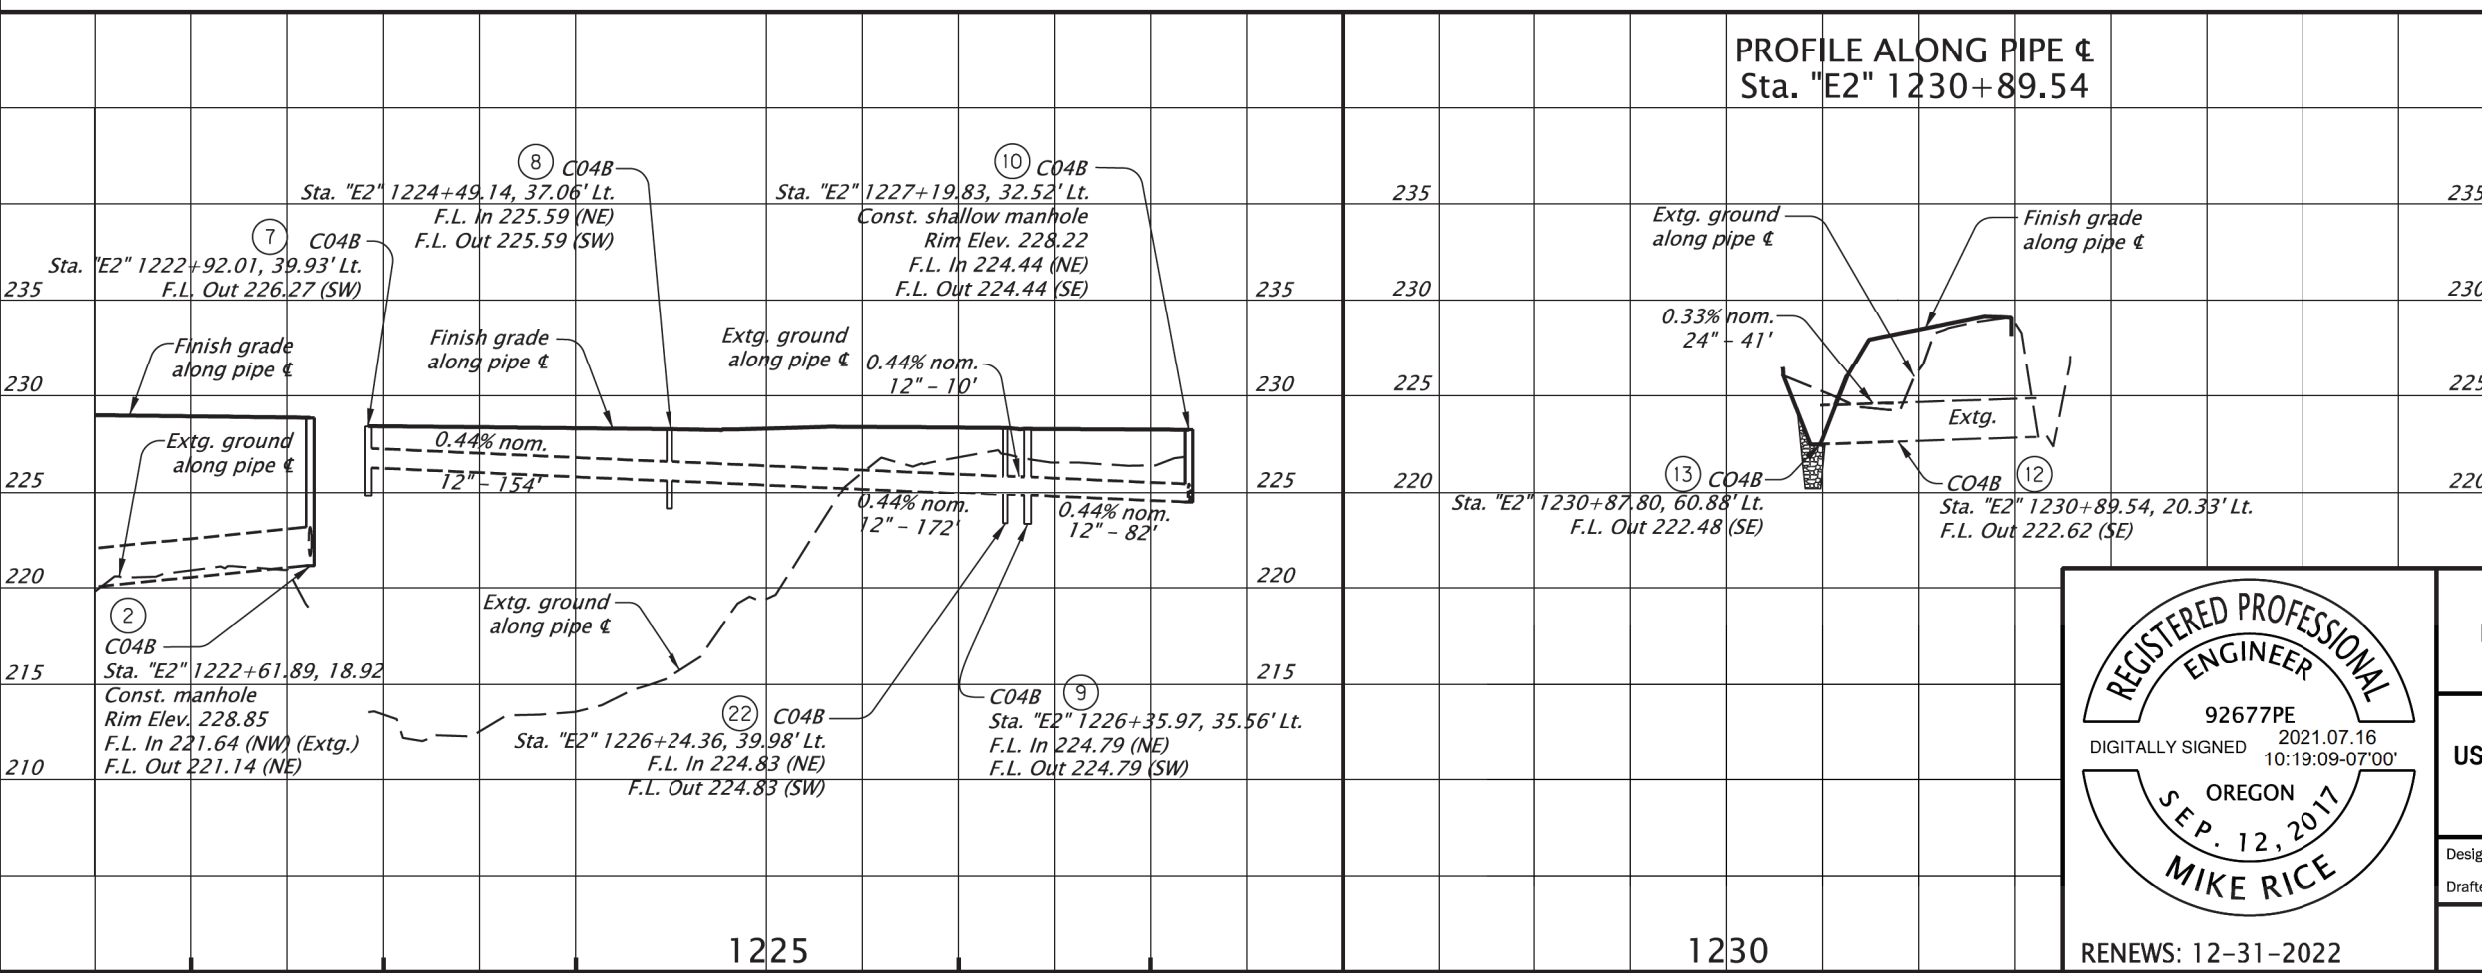 PROFILE ALONG PIPE ℄
Sta. "E2" 1230+89.54
8 C04B
Sta. "E2" 1224+49.14, 37.06' Lt.
F.L. In 225.59 (NE)
F.L. Out 225.59 (SW)
7 C04B
Sta. "E2" 1222+92.01, 39.93' Lt.
F.L. Out 226.27 (SW)
10 C04B
Sta. "E2" 1227+19.83, 32.52' Lt.
Const. shallow manhole
Rim Elev. 228.22
F.L. In 224.44 (NE)
F.L. Out 224.44 (SE)
235
230
225
220
215
210
Finish grade
along pipe ℄
Extg. ground
along pipe ℄
Finish grade
along pipe ℄
Extg. ground
along pipe ℄
0.44% nom.
12" – 10'
0.44% nom.
12" – 154'
0.44% nom.
12" – 172'
0.44% nom.
12" – 82'
Extg. ground
along pipe ℄
2
C04B
Sta. "E2" 1222+61.89, 18.92
Const. manhole
Rim Elev. 228.85
F.L. In 221.64 (NW) (Extg.)
F.L. Out 221.14 (NE)
22 C04B
Sta. "E2" 1226+24.36, 39.98' Lt.
F.L. In 224.83 (NE)
F.L. Out 224.83 (SW)
C04B 9
Sta. "E2" 1226+35.97, 35.56' Lt.
F.L. In 224.79 (NE)
F.L. Out 224.79 (SW)
235
230
225
220
215
235
230
225
220
Extg. ground
along pipe ℄
Finish grade
along pipe ℄
0.33% nom.
24" – 41'
Extg.
13 CO4B
Sta. "E2" 1230+87.80, 60.88' Lt.
F.L. Out 222.48 (SE)
CO4B 12
Sta. "E2" 1230+89.54, 20.33' Lt.
F.L. Out 222.62 (SE)
235
230
225
220
1225
1230
REGISTERED PROFESSIONAL
ENGINEER
92677PE
DIGITALLY SIGNED 2021.07.16
10:19:09-07'00'
OREGON
SEP. 12, 2017
MIKE RICE
RENEWS: 12-31-2022
US
Desig
Drafte